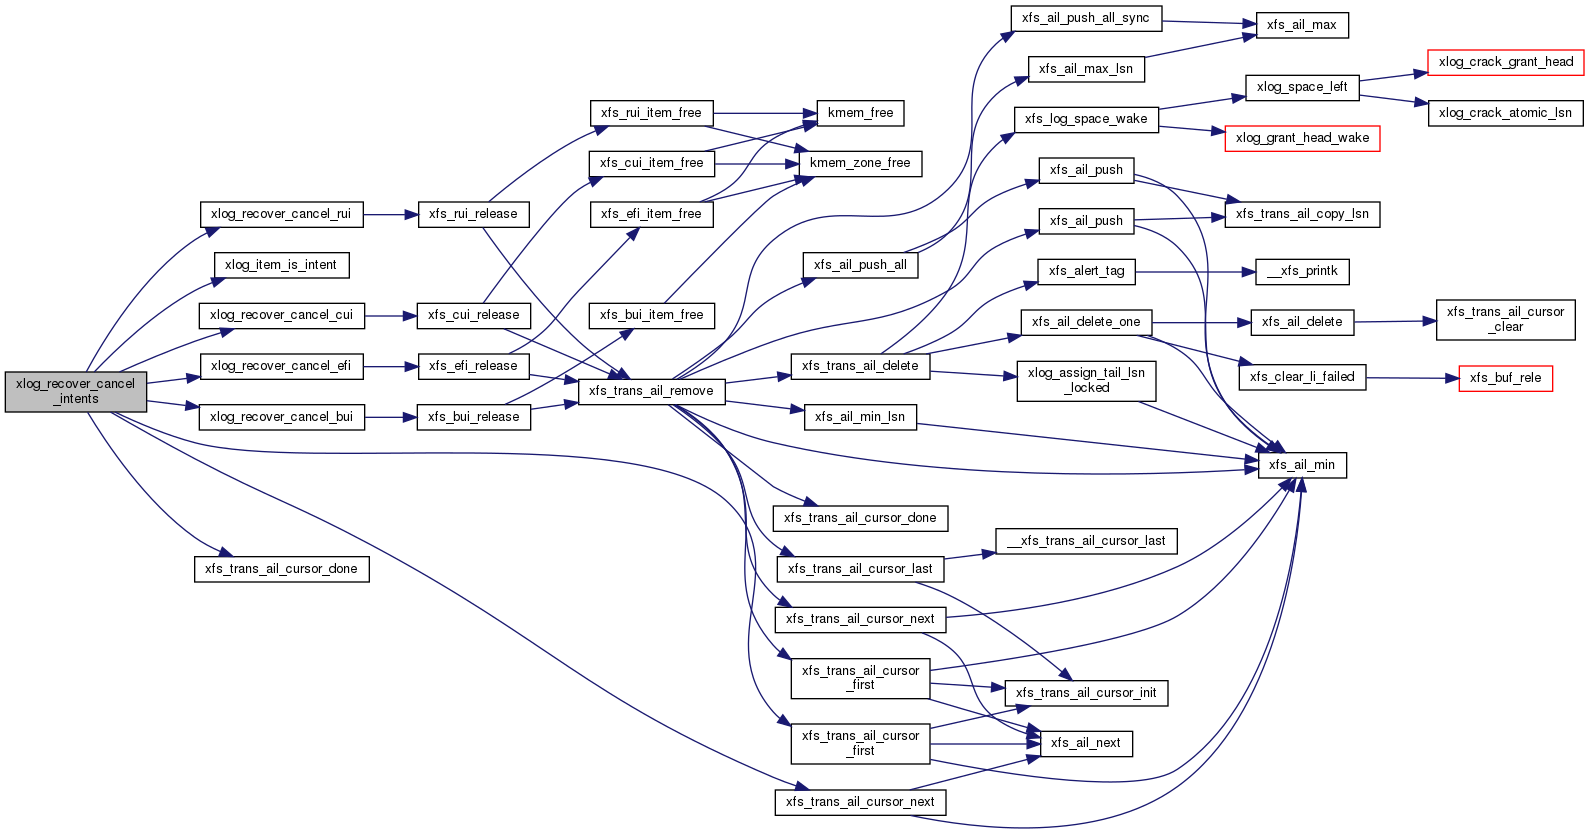 xlog_recover_cancel
_intents
xlog_recover_cancel_rui
xlog_item_is_intent
xlog_recover_cancel_cui
xlog_recover_cancel_efi
xlog_recover_cancel_bui
xfs_trans_ail_cursor_done
xfs_rui_release
xfs_cui_release
xfs_efi_release
xfs_bui_release
xfs_rui_item_free
xfs_cui_item_free
xfs_efi_item_free
xfs_bui_item_free
xfs_trans_ail_remove
kmem_free
kmem_zone_free
xfs_ail_push_all
xfs_trans_ail_delete
xfs_ail_min_lsn
xfs_trans_ail_cursor_done
xfs_trans_ail_cursor_last
xfs_trans_ail_cursor_next
xfs_trans_ail_cursor
_first
xfs_trans_ail_cursor
_first
xfs_trans_ail_cursor_next
xfs_ail_push_all_sync
xfs_ail_max_lsn
xfs_log_space_wake
xfs_ail_push
xfs_ail_push
xfs_alert_tag
xfs_ail_delete_one
xlog_assign_tail_lsn
_locked
__xfs_trans_ail_cursor_last
xfs_trans_ail_cursor_init
xfs_ail_next
xfs_ail_max
xlog_space_left
xlog_grant_head_wake
xfs_trans_ail_copy_lsn
__xfs_printk
xfs_ail_delete
xfs_clear_li_failed
xfs_ail_min
xlog_crack_grant_head
xlog_crack_atomic_lsn
xfs_trans_ail_cursor
_clear
xfs_buf_rele